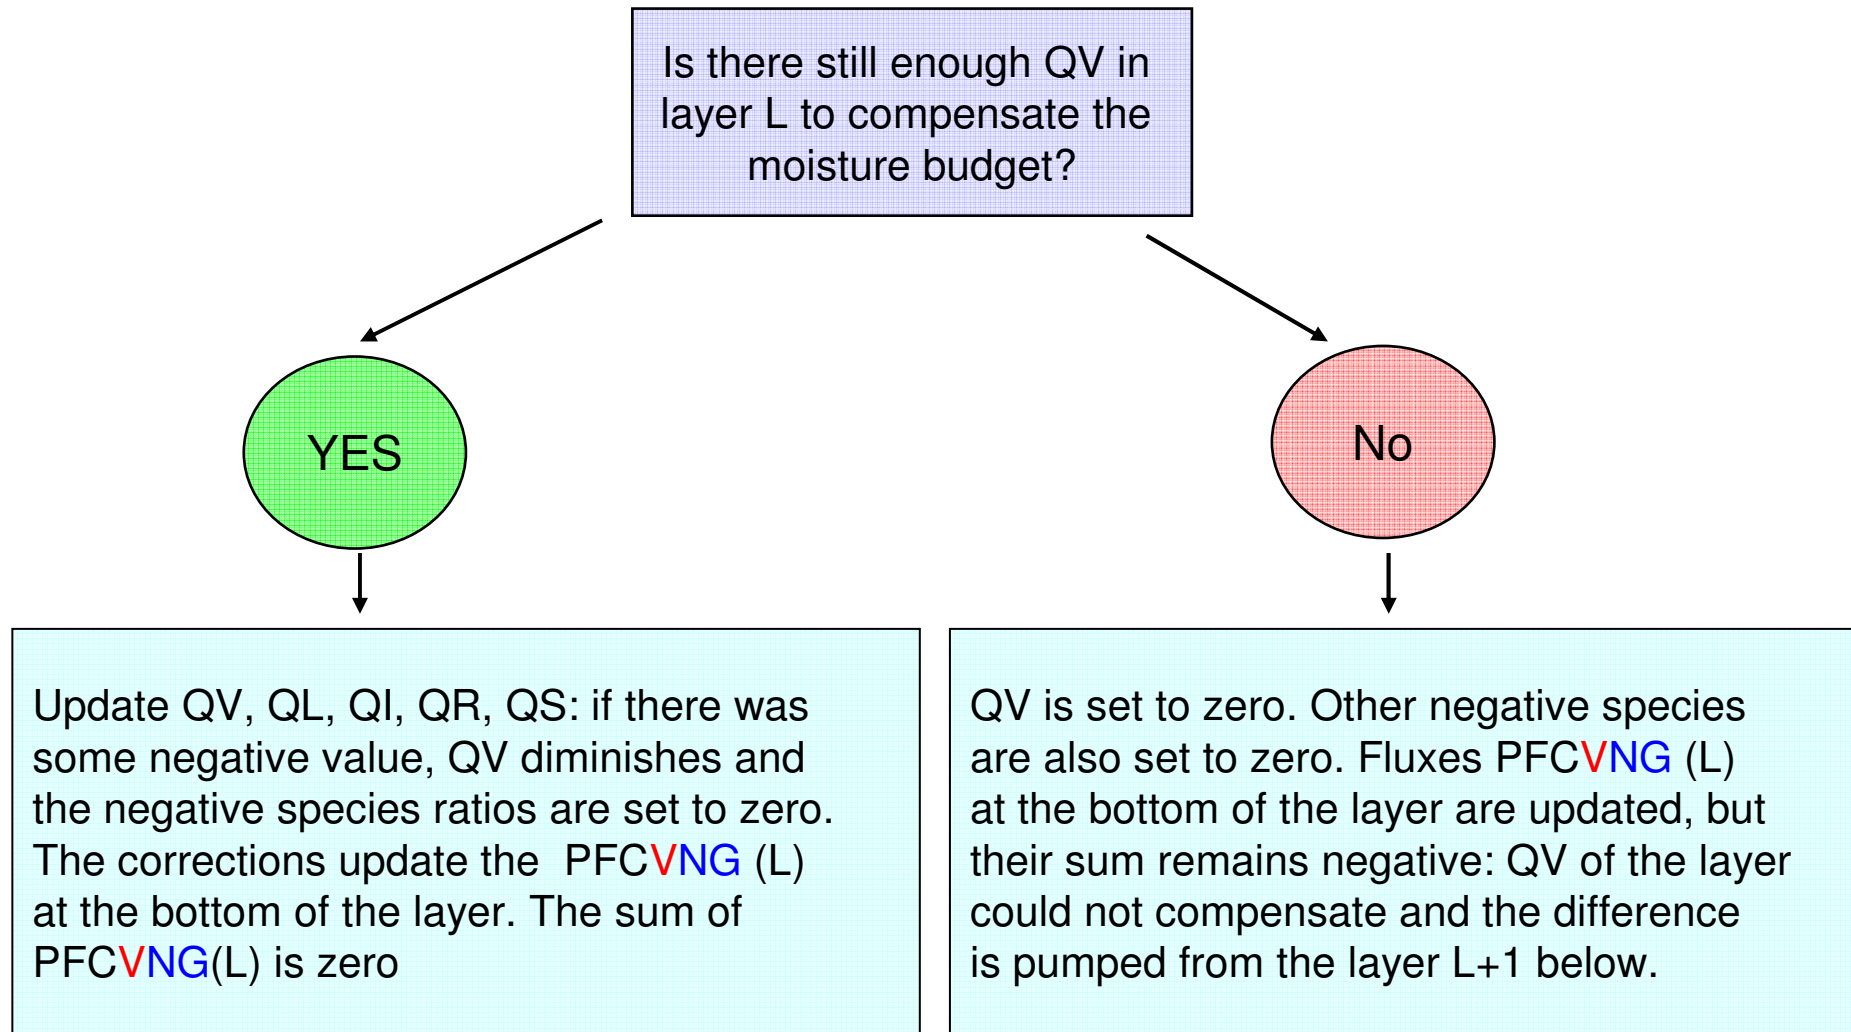 Is there still enough QV in
layer L to compensate the
moisture budget?
YES
No
Update QV, QL, QI, QR, QS: if there was
some negative value, QV diminishes and
the negative species ratios are set to zero.
The corrections update the  PFCVNG (L)
at the bottom of the layer. The sum of
PFCVNG(L) is zero
QV is set to zero. Other negative species
are also set to zero. Fluxes PFCVNG (L)
at the bottom of the layer are updated, but
their sum remains negative: QV of the layer
could not compensate and the difference
is pumped from the layer L+1 below.